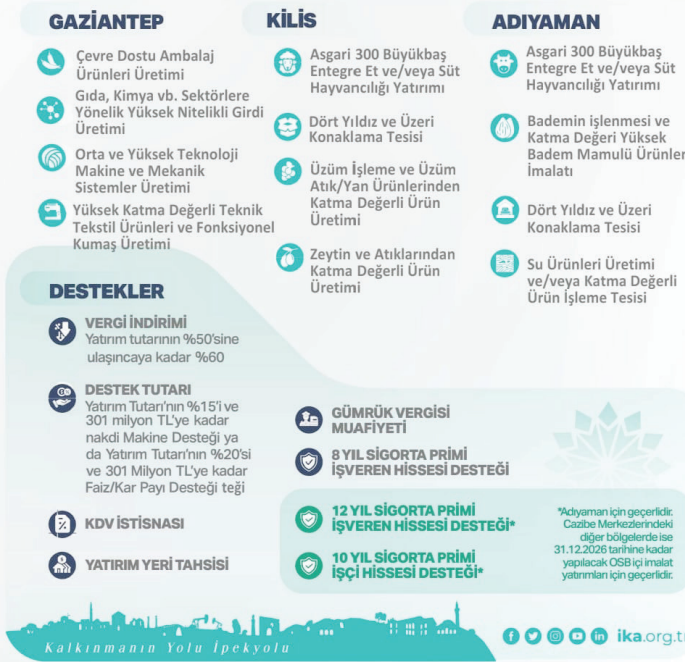 GAZİANTEP
Çevre Dostu Ambalaj
Ürünleri Üretimi
Gıda, Kimya vb. Sektörlere
Yönelik Yüksek Nitelikli Girdi
Üretimi
Orta ve Yüksek Teknoloji
Makine ve Mekanik
Sistemler Üretimi
Yüksek Katma Değerli Teknik
Tekstil Ürünleri ve Fonksiyonel
Kumaş Üretimi
KİLİS
Asgari 300 Büyükbaş
Entegre Et ve/veya Süt
Hayvancılığı Yatırımı
Dört Yıldız ve Üzeri
Konaklama Tesisi
Üzüm İşleme ve Üzüm
Atık/Yan Ürünlerinden
Katma Değerli Ürün
Üretimi
Zeytin ve Atıklarından
Katma Değerli Ürün
Üretimi
ADIYAMAN
Asgari 300 Büyükbaş
Entegre Et ve/veya Süt
Hayvancılığı Yatırımı
Bademin işlenmesi ve
Katma Değeri Yüksek
Badem Mamulü Ürünler
İmalatı
Dört Yıldız ve Üzeri
Konaklama Tesisi
Su Ürünleri Üretimi
ve/veya Katma Değerli
Ürün İşleme Tesisi
DESTEKLER
VERGİ İNDİRİMİ
Yatırım tutarının %50'sine
ulaşıncaya kadar %60
DESTEK TUTARI
Yatırım Tutarı'nın %15'i ve
301 milyon TL'ye kadar
nakdi Makine Desteği ya
da Yatırım Tutarı'nın %20'si
ve 301 Milyon TL'ye kadar
Faiz/Kar Payı Desteği teği
KDV İSTİSNASI
YATIRIM YERİ TAHSİSİ
GÜMRÜK VERGİSİ
MUAFİYETİ
8 YIL SİGORTA PRİMİ
İŞVEREN HİSSESİ DESTEĞİ
12 YIL SİGORTA PRİMİ
İŞVEREN HİSSESİ DESTEĞİ*
10 YIL SİGORTA PRİMİ
İŞÇİ HİSSESİ DESTEĞİ*
*Adıyaman için geçerlidir.
Cazibe Merkezlerindeki
diğer bölgelerde ise
31.12.2026 tarihine kadar
yapılacak OSB içi imalat
yatırımları için geçerlidir.
Kalkınmanın Yolu İpekyolu
ika.org.t